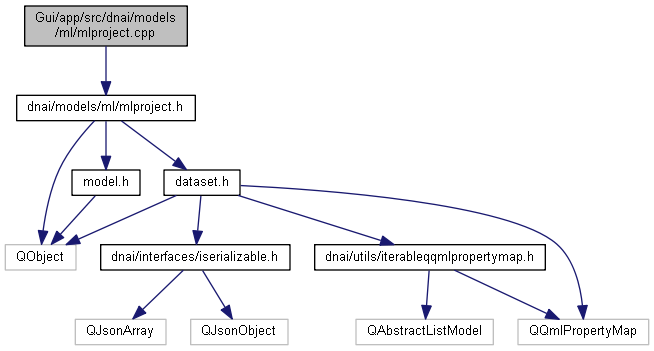 Gui/app/src/dnai/models
/ml/mlproject.cpp
dnai/models/ml/mlproject.h
model.h
dataset.h
QObject
dnai/interfaces/iserializable.h
dnai/utils/iterableqqmlpropertymap.h
QJsonArray
QJsonObject
QAbstractListModel
QQmlPropertyMap